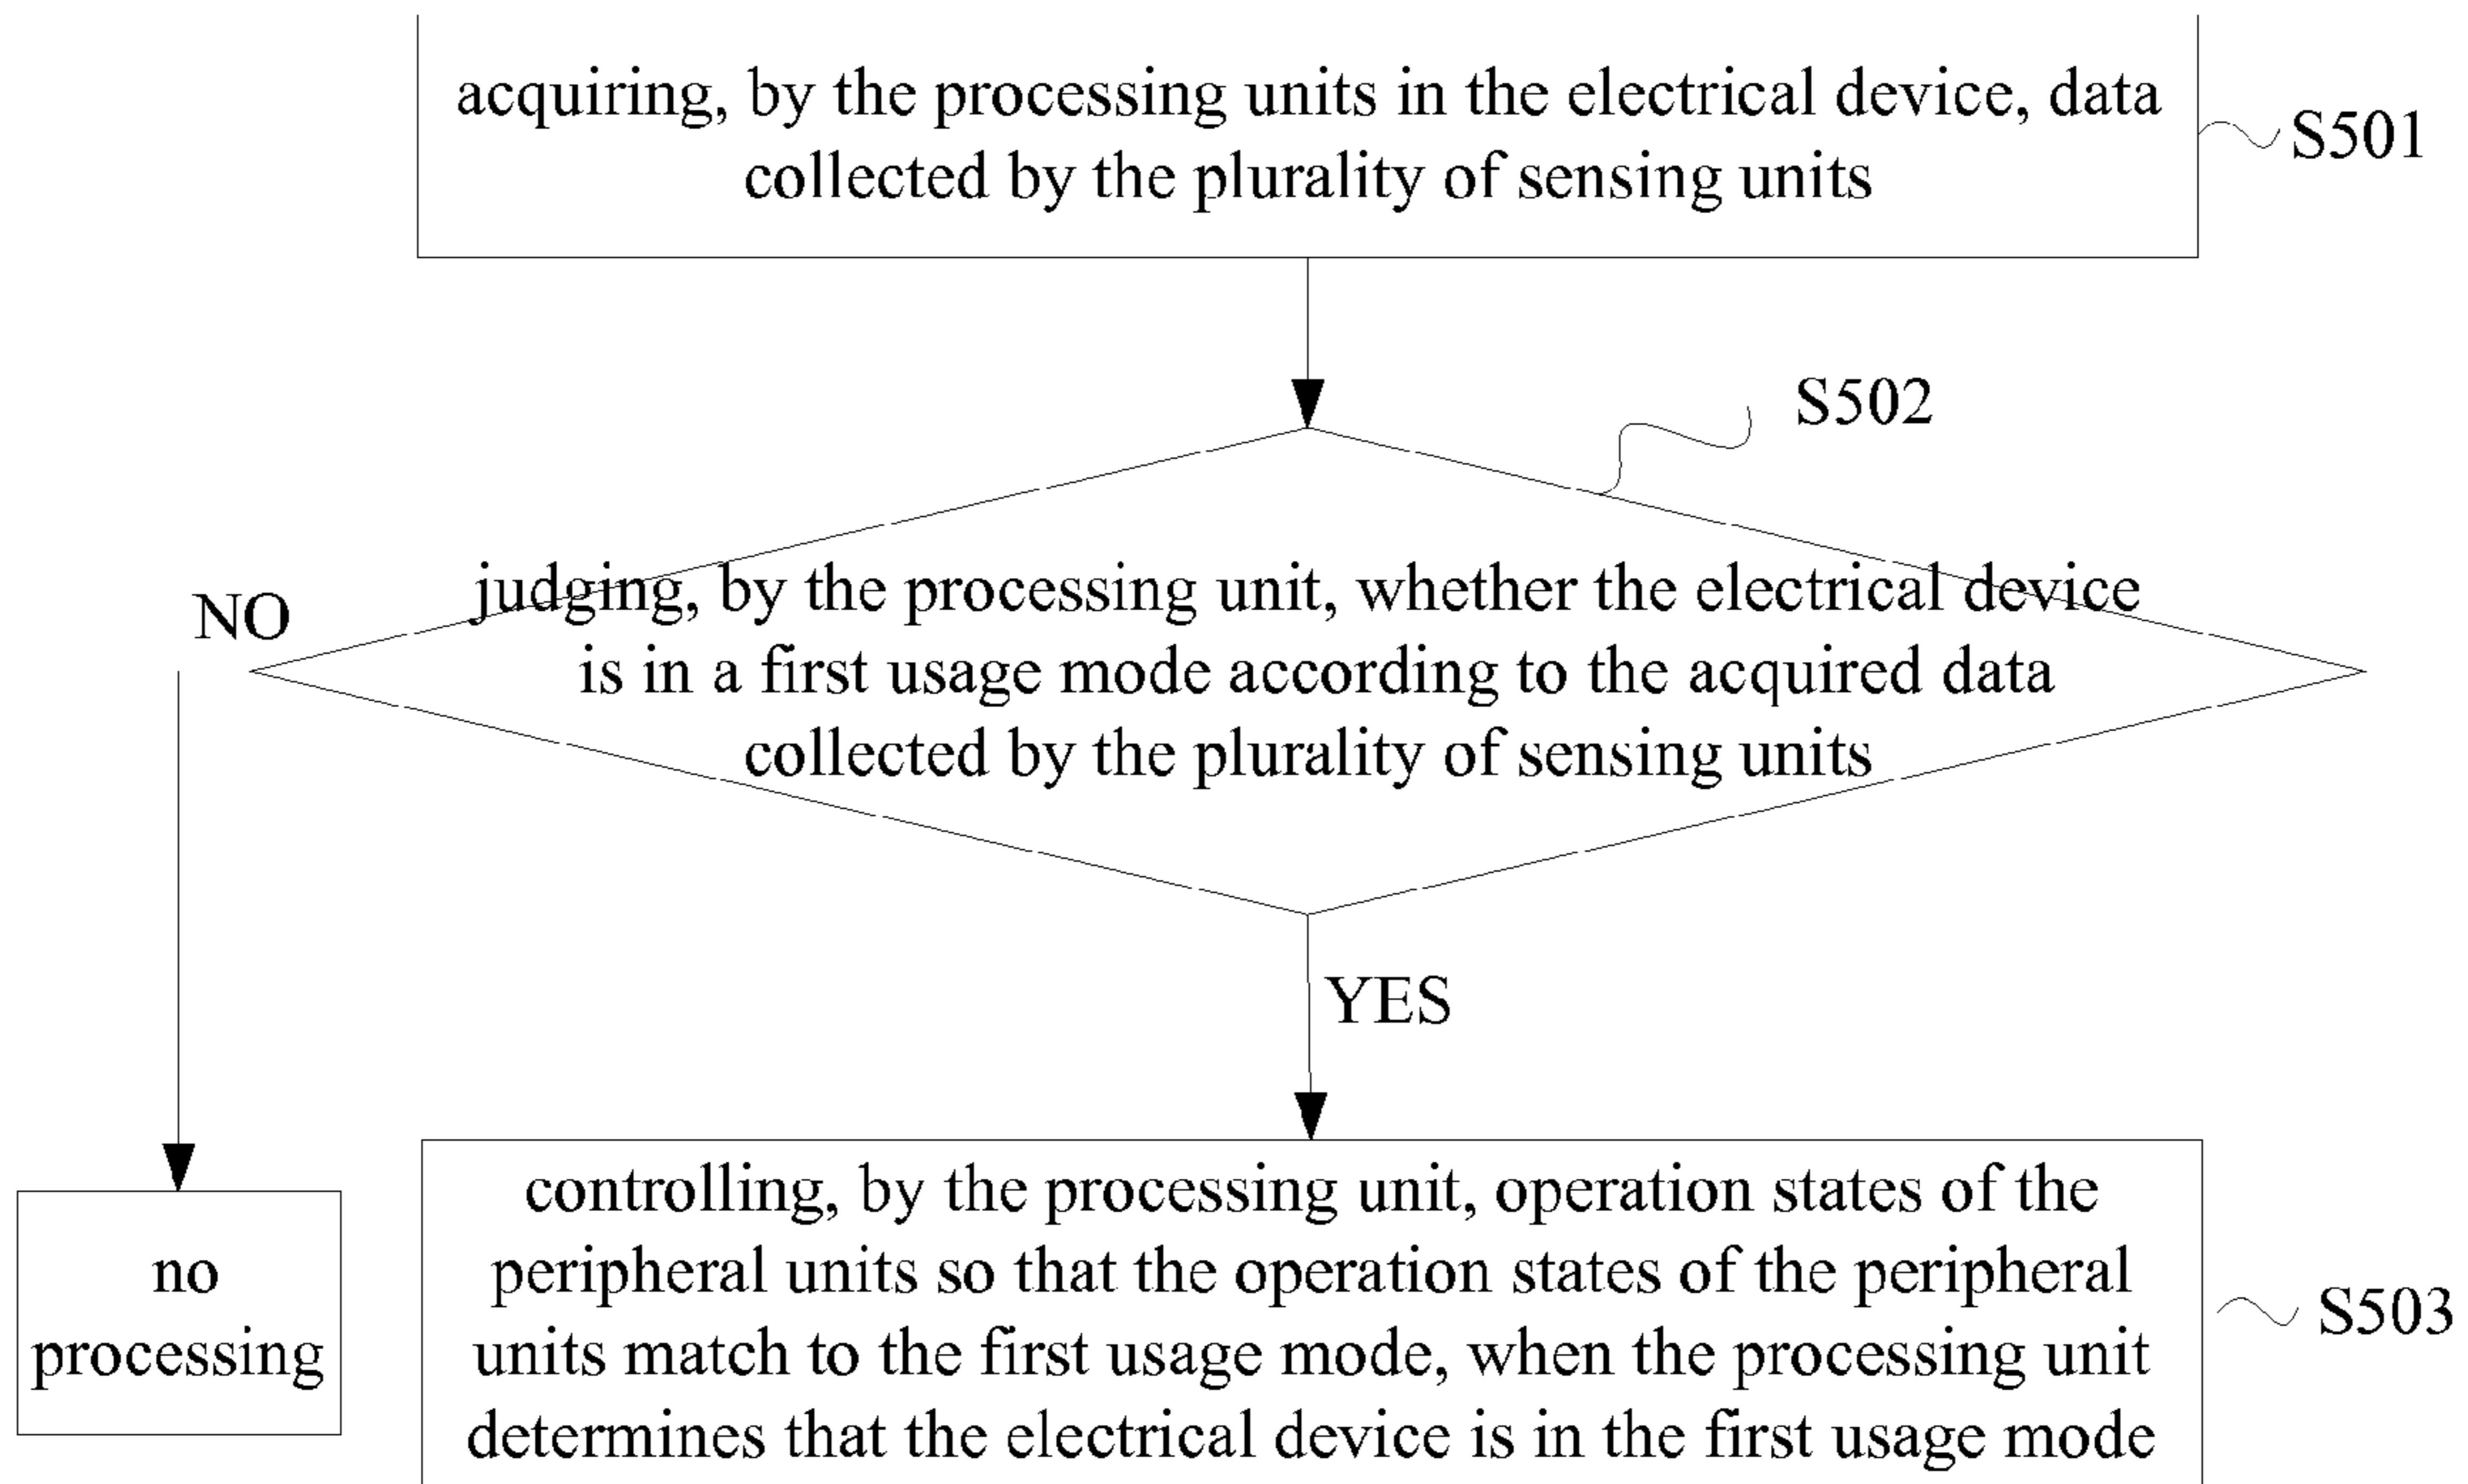 acquiring, by the processing units in the electrical device, data
collected by the plurality of sensing units
S501
S502
judging, by the processing unit, whether the electrical device
is in a first usage mode according to the acquired data
collected by the plurality of sensing units
NO
YES
no
processing
controlling, by the processing unit, operation states of the
peripheral units so that the operation states of the peripheral
units match to the first usage mode, when the processing unit
determines that the electrical device is in the first usage mode
S503